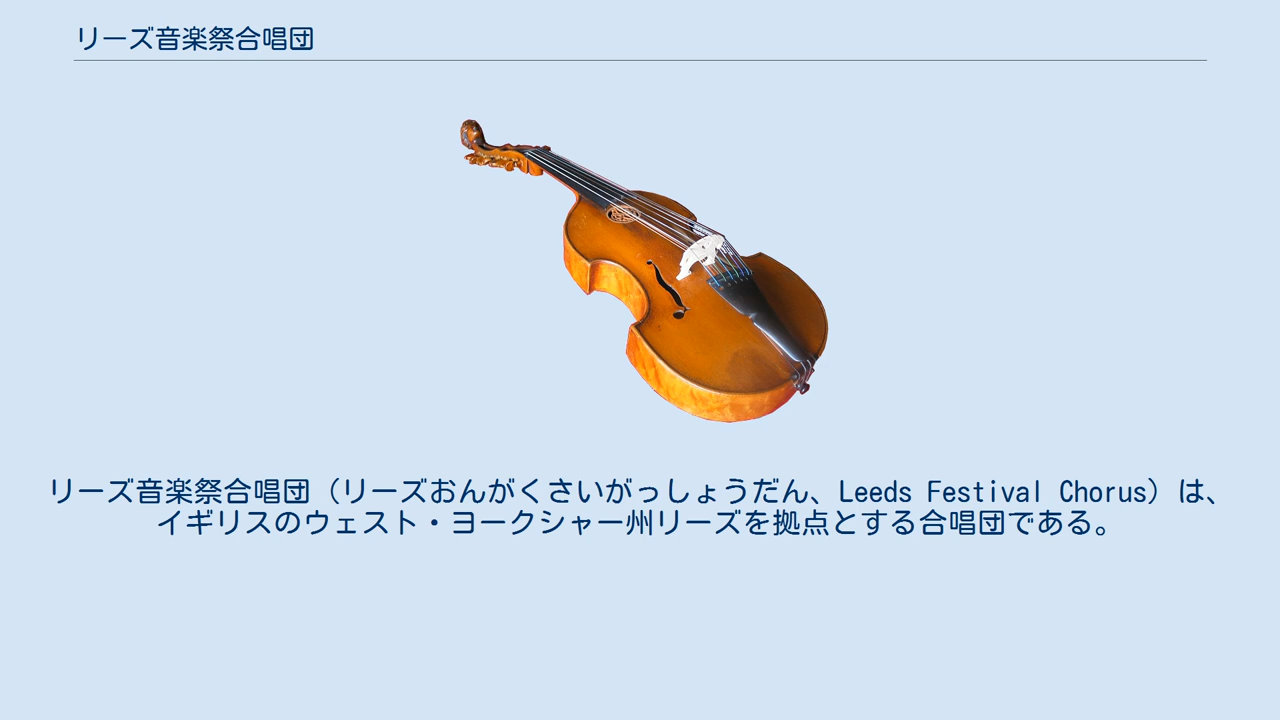 リーズ音楽祭合唱団
リーズ音楽祭合唱団（リーズおんがくさいがっしょうだん、Leeds Festival Chorus）は、
イギリスのウェスト・ヨークシャー州リーズを拠点とする合唱団である。